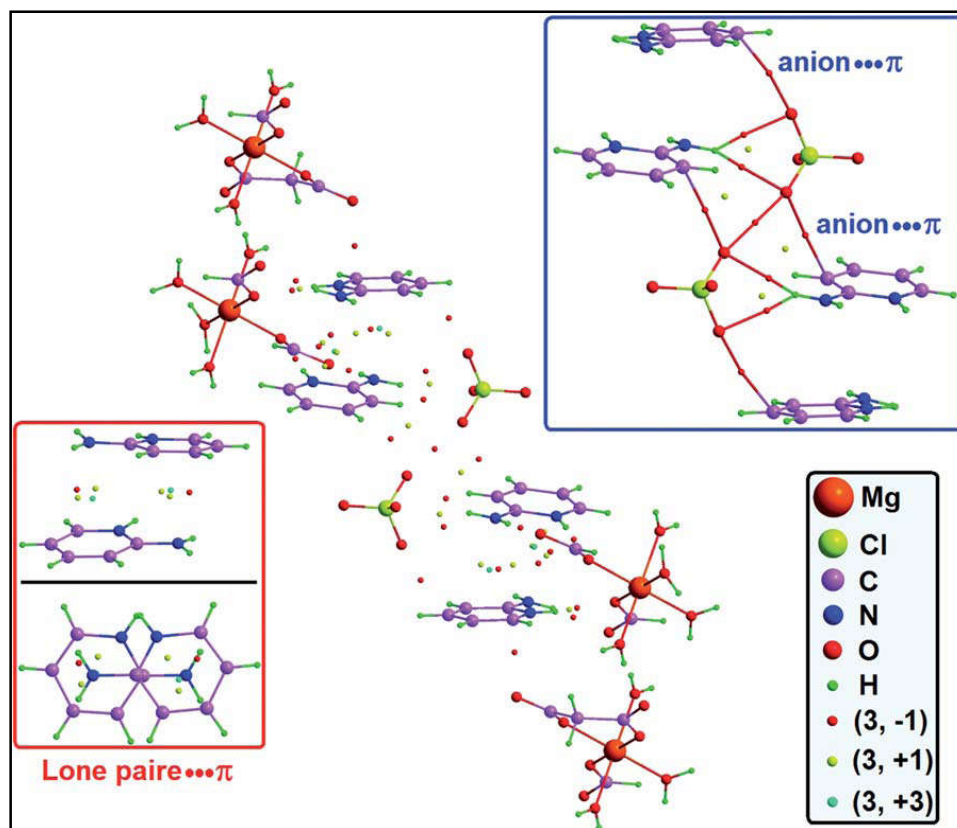 anion•••π
anion•••π
Lone paire•••π
Mg
Cl
C
N
O
H
(3, -1)
(3, +1)
(3, +3)